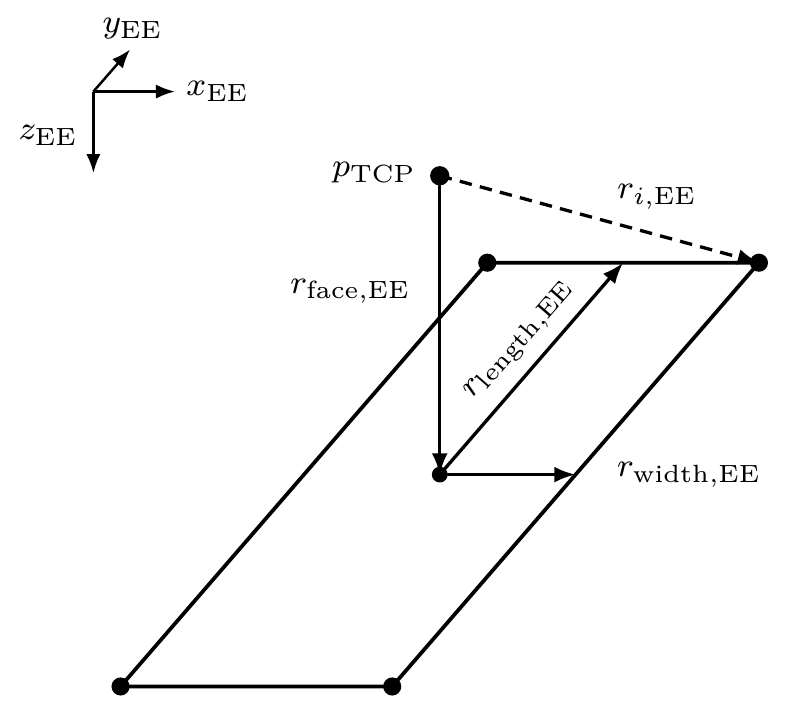 y_EE
x_EE
z_EE
p_TCP
r_i,EE
r_face,EE
r_length,EE
r_width,EE